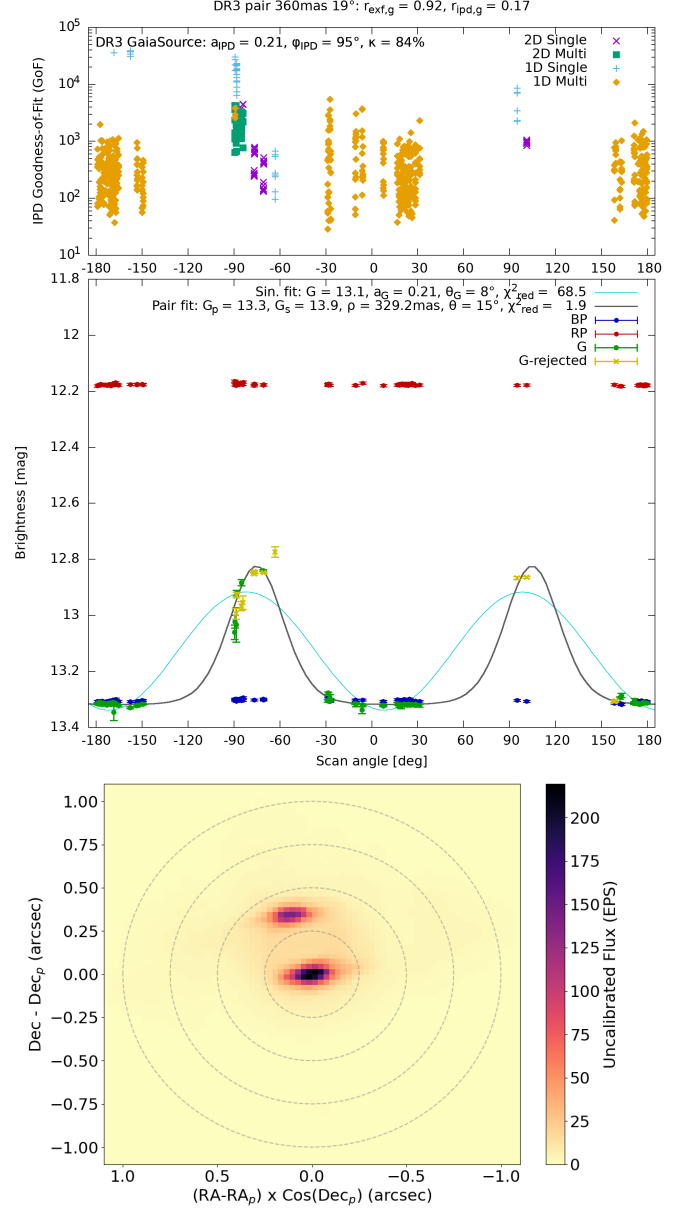 DR3 pair 360mas 19°: r_exf,g = 0.92, r_ipd,g = 0.17
DR3 GaiaSource: a_IPD = 0.21, φ_IPD = 95°, κ = 84%
2D Single
2D Multi
1D Single
1D Multi
IPD Goodness-of-Fit (GoF)
10^5
10^4
10^3
10^2
10^1
-180 -150 -120 -90 -60 -30 0 30 60 90 120 150 180
Sin. fit: G = 13.1, a_G = 0.21, θ_G = 8°, χ²_red = 68.5
Pair fit: G_p = 13.3, G_s = 13.9, ρ = 329.2mas, θ = 15°, χ²_red = 1.9
BP
RP
G
G-rejected
Brightness [mag]
11.8
12
12.2
12.4
12.6
12.8
13
13.2
13.4
-180 -150 -120 -90 -60 -30 0 30 60 90 120 150 180
Scan angle [deg]
Dec - Dec_p (arcsec)
1.00
0.75
0.50
0.25
0.00
−0.25
−0.50
−0.75
−1.00
1.0 0.5 0.0 −0.5 −1.0
(RA-RA_p) x Cos(Dec_p) (arcsec)
200
175
150
125
100
75
50
25
0
Uncalibrated Flux (EPS)